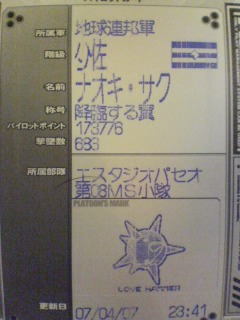 所属軍 地球連邦軍
階級 少佐
名前 ナオキ・サク
称号 降臨する翼
パイロットポイント 173776
撃墜数 683
所属部隊 エスタジオパセオ
第08MS小隊
PLATOON'S MARK
LOVE HAMMER
更新日 07/04/07 23:41